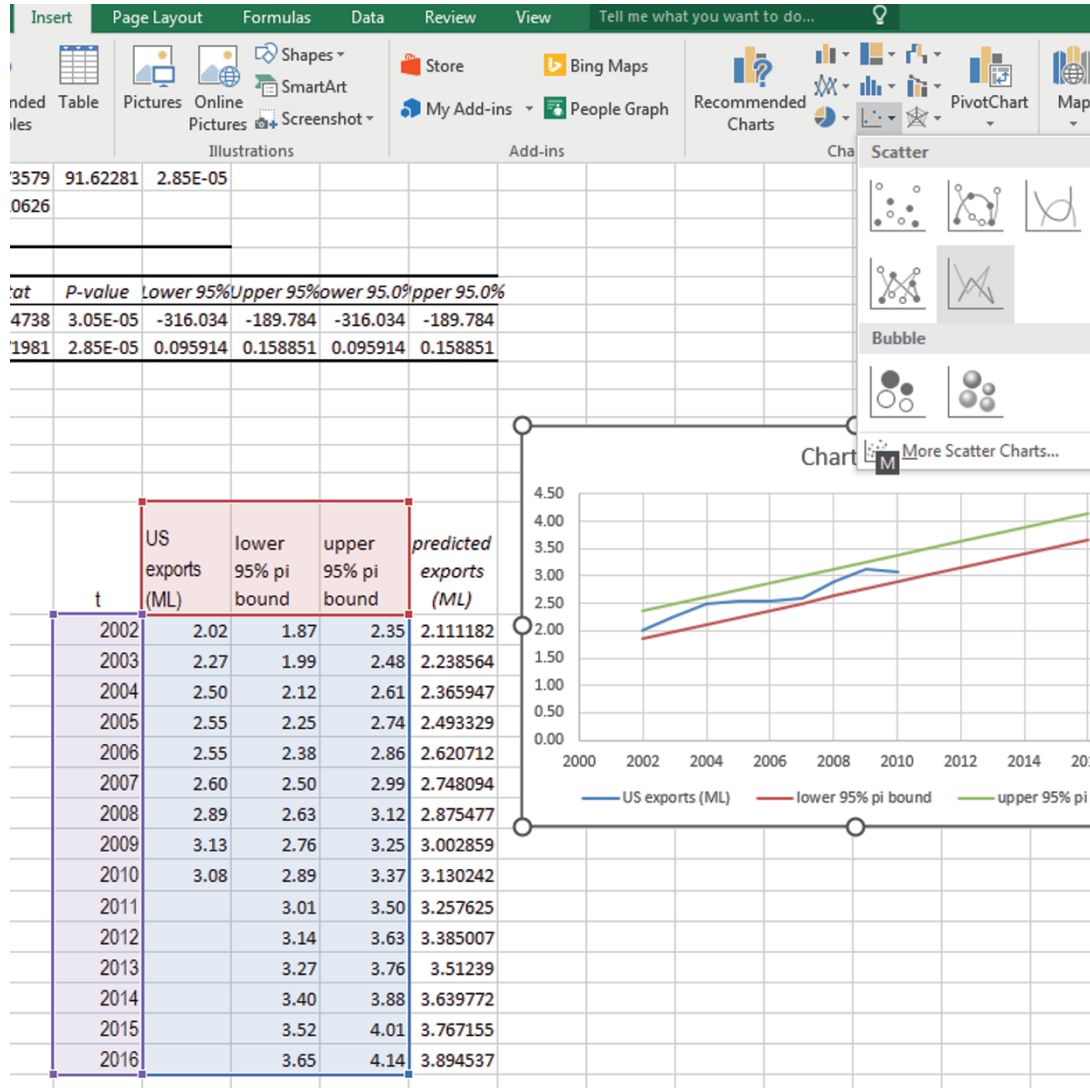 Insert Page Layout Formulas Data Review View Tell me what you want to do...
Shapes
Store Bing Maps
SmartArt
Table Pictures Online Pictures Screenshot My Add-ins People Graph Recommended Charts PivotChart
Illustrations Add-ins
Scatter
3579 91.62281 2.85E-05
.0626
P-value Lower 95% Upper 95%
4738 3.05E-05 -316.034 -189.784 -316.034 -189.784
71981 2.85E-05 0.095914 0.158851 0.095914 0.158851
Bubble
More Scatter Charts...
M
Chart
t US exports (ML) lower 95% pi bound upper 95% pi bound predicted exports (ML)
2002 2.02 1.87 2.35 2.111182
2003 2.27 1.99 2.48 2.238564
2004 2.50 2.12 2.61 2.365947
2005 2.55 2.25 2.74 2.493329
2006 2.55 2.38 2.86 2.620712
2007 2.60 2.50 2.99 2.748094
2008 2.89 2.63 3.12 2.875477
2009 3.13 2.76 3.25 3.002859
2010 3.08 2.89 3.37 3.130242
2011 3.01 3.50 3.257625
2012 3.14 3.63 3.385007
2013 3.27 3.76 3.51239
2014 3.40 3.88 3.639772
2015 3.52 4.01 3.767155
2016 3.65 4.14 3.894537
4.50
4.00
3.50
3.00
2.50
2.00
1.50
1.00
0.50
0.00
2000 2002 2004 2006 2008 2010 2012 2014
US exports (ML) lower 95% pi bound upper 95% pi